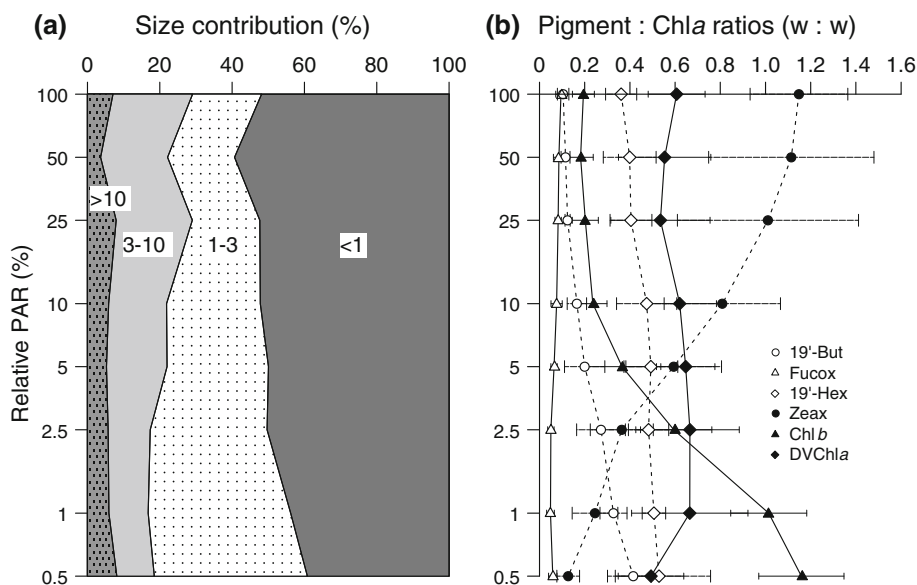 (a) Size contribution (%)
0 20 40 60 80 100
Relative PAR (%)
100
50
25
10
5
2.5
1
0.5
>10
3-10
1-3
<1
(b) Pigment : Chla ratios (w : w)
0 0.2 0.4 0.6 0.8 1.0 1.2 1.4 1.6
100
50
25
10
5
2.5
1
0.5
19'-But
Fucox
19'-Hex
Zeax
Chl b
DVChla